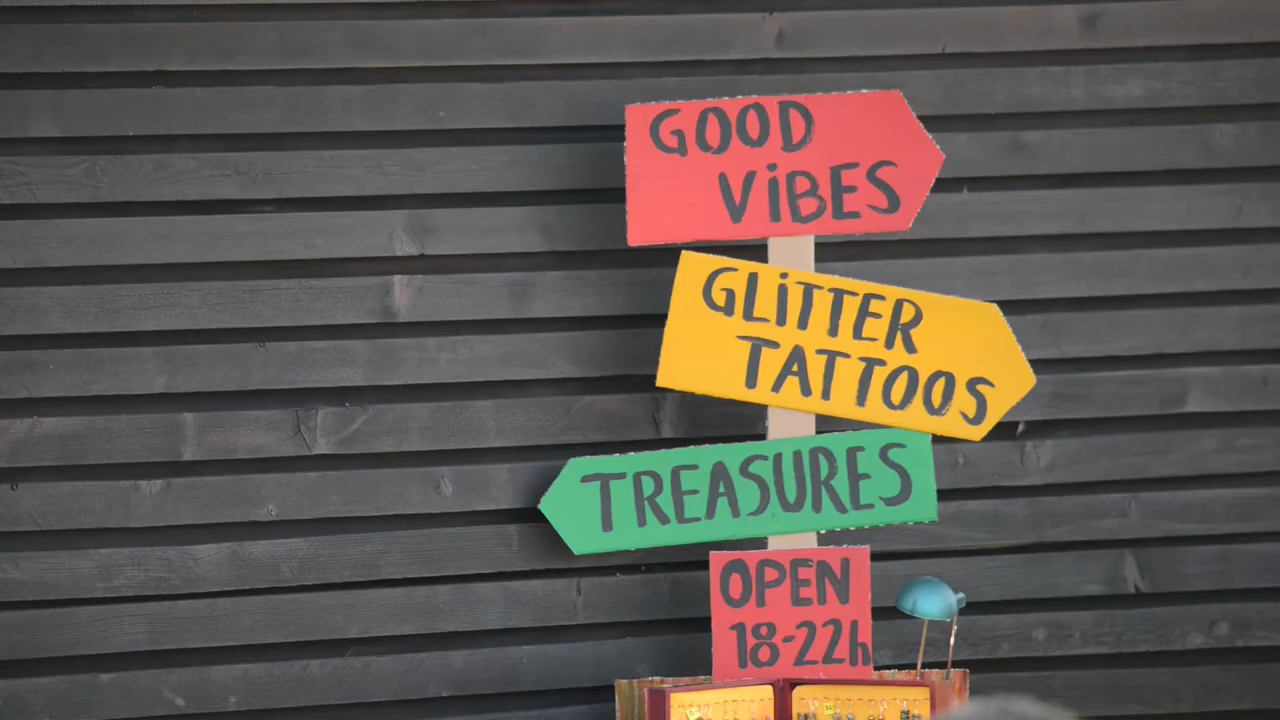 GOOD
ViBES
GLiTTER
TATTOOS
TREASURES
OPEN
18-22h